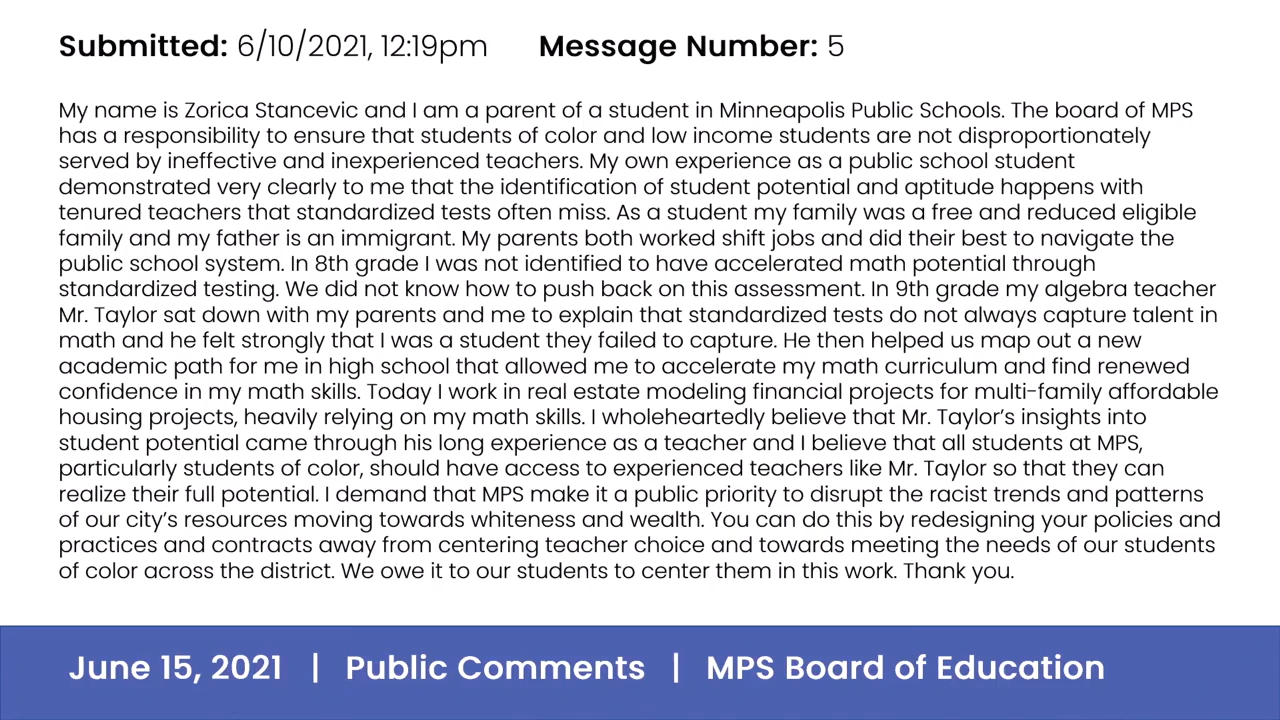 Submitted: 6/10/2021, 12:19pm Message Number: 5
My name is Zorica Stancevic and I am a parent of a student in Minneapolis Public Schools. The board of MPS
has a responsibility to ensure that students of color and low income students are not disproportionately
served by ineffective and inexperienced teachers. My own experience as a public school student
demonstrated very clearly to me that the identification of student potential and aptitude happens with
tenured teachers that standardized tests often miss. As a student my family was a free and reduced eligible
family and my father is an immigrant. My parents both worked shift jobs and did their best to navigate the
public school system. In 8th grade I was not identified to have accelerated math potential through
standardized testing. We did not know how to push back on this assessment. In 9th grade my algebra teacher
Mr. Taylor sat down with my parents and me to explain that standardized tests do not always capture talent in
math and he felt strongly that I was a student they failed to capture. He then helped us map out a new
academic path for me in high school that allowed me to accelerate my math curriculum and find renewed
confidence in my math skills. Today I work in real estate modeling financial projects for multi-family affordable
housing projects, heavily relying on my math skills. I wholeheartedly believe that Mr. Taylor's insights into
student potential came through his long experience as a teacher and I believe that all students at MPS,
particularly students of color, should have access to experienced teachers like Mr. Taylor so that they can
realize their full potential. I demand that MPS make it a public priority to disrupt the racist trends and patterns
of our city's resources moving towards whiteness and wealth. You can do this by redesigning your policies and
practices and contracts away from centering teacher choice and towards meeting the needs of our students
of color across the district. We owe it to our students to center them in this work. Thank you.
June 15, 2021 | Public Comments | MPS Board of Education